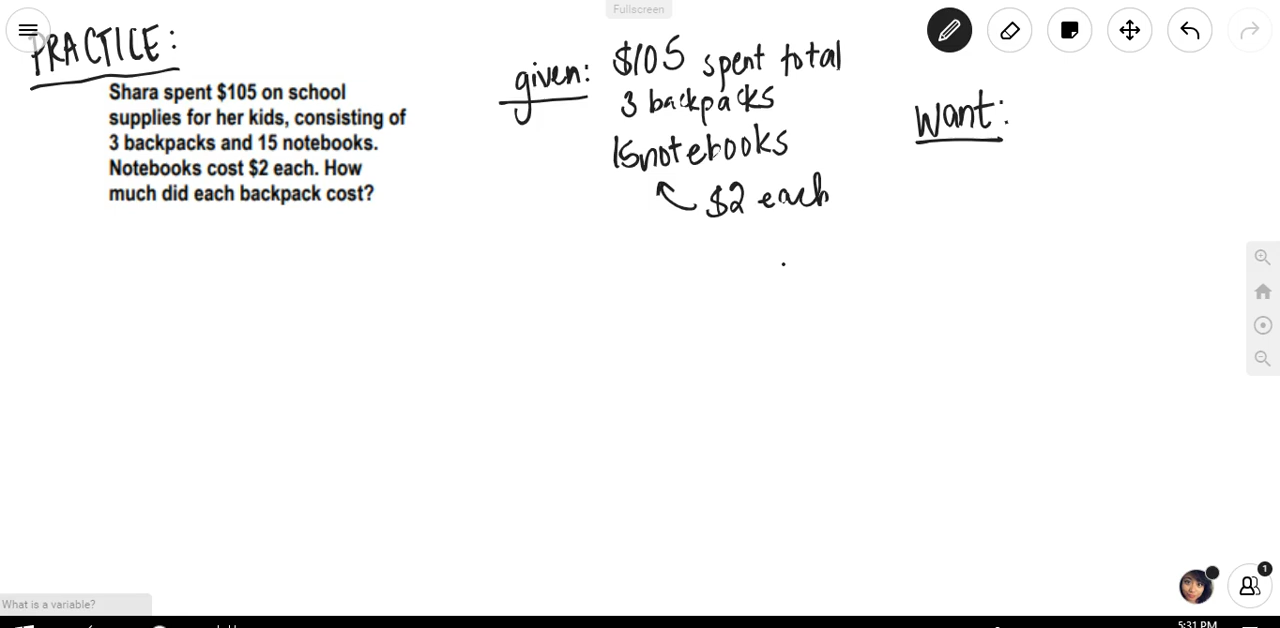 Fullscreen
PRACTICE:
Shara spent $105 on school
supplies for her kids, consisting of
3 backpacks and 15 notebooks.
Notebooks cost $2 each. How
much did each backpack cost?
given:
$105 spent total
3 backpacks
15notebooks
$2 each
Want:
1
What is a variable?
5:31 PM